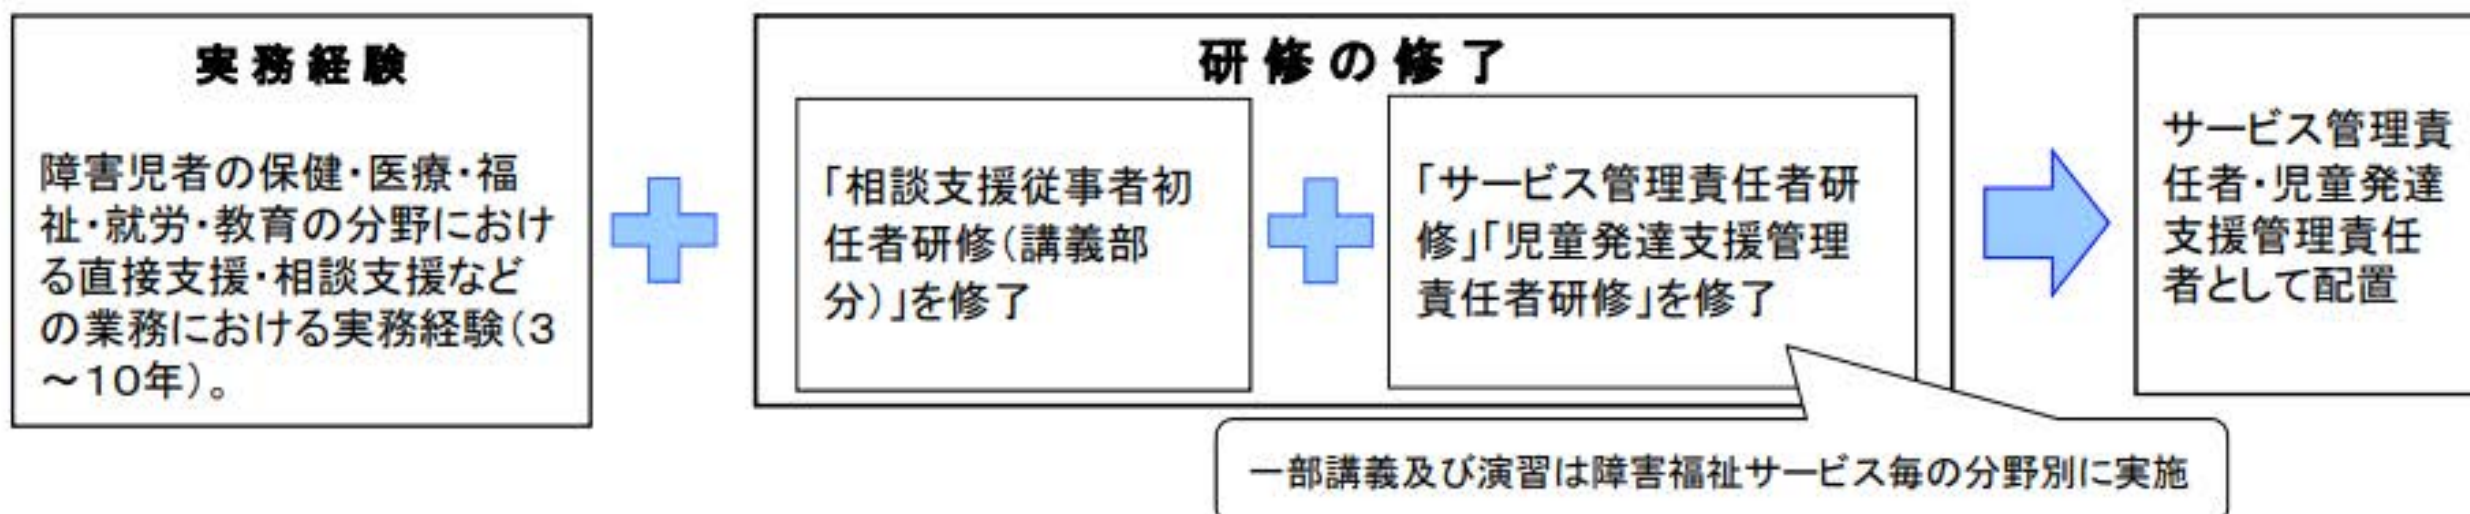 実務経験
障害児者の保健・医療・福
祉・就労・教育の分野におけ
る直接支援・相談支援など
の業務における実務経験(3
~10年)。
研修の修了
「相談支援従事者初
任者研修(講義部
分)」を修了
「サービス管理責任者研
修」「児童発達支援管理
責任者研修」を修了
一部講義及び演習は障害福祉サービス毎の分野別に実施
サービス管理責
任者・児童発達
支援管理責任
者として配置